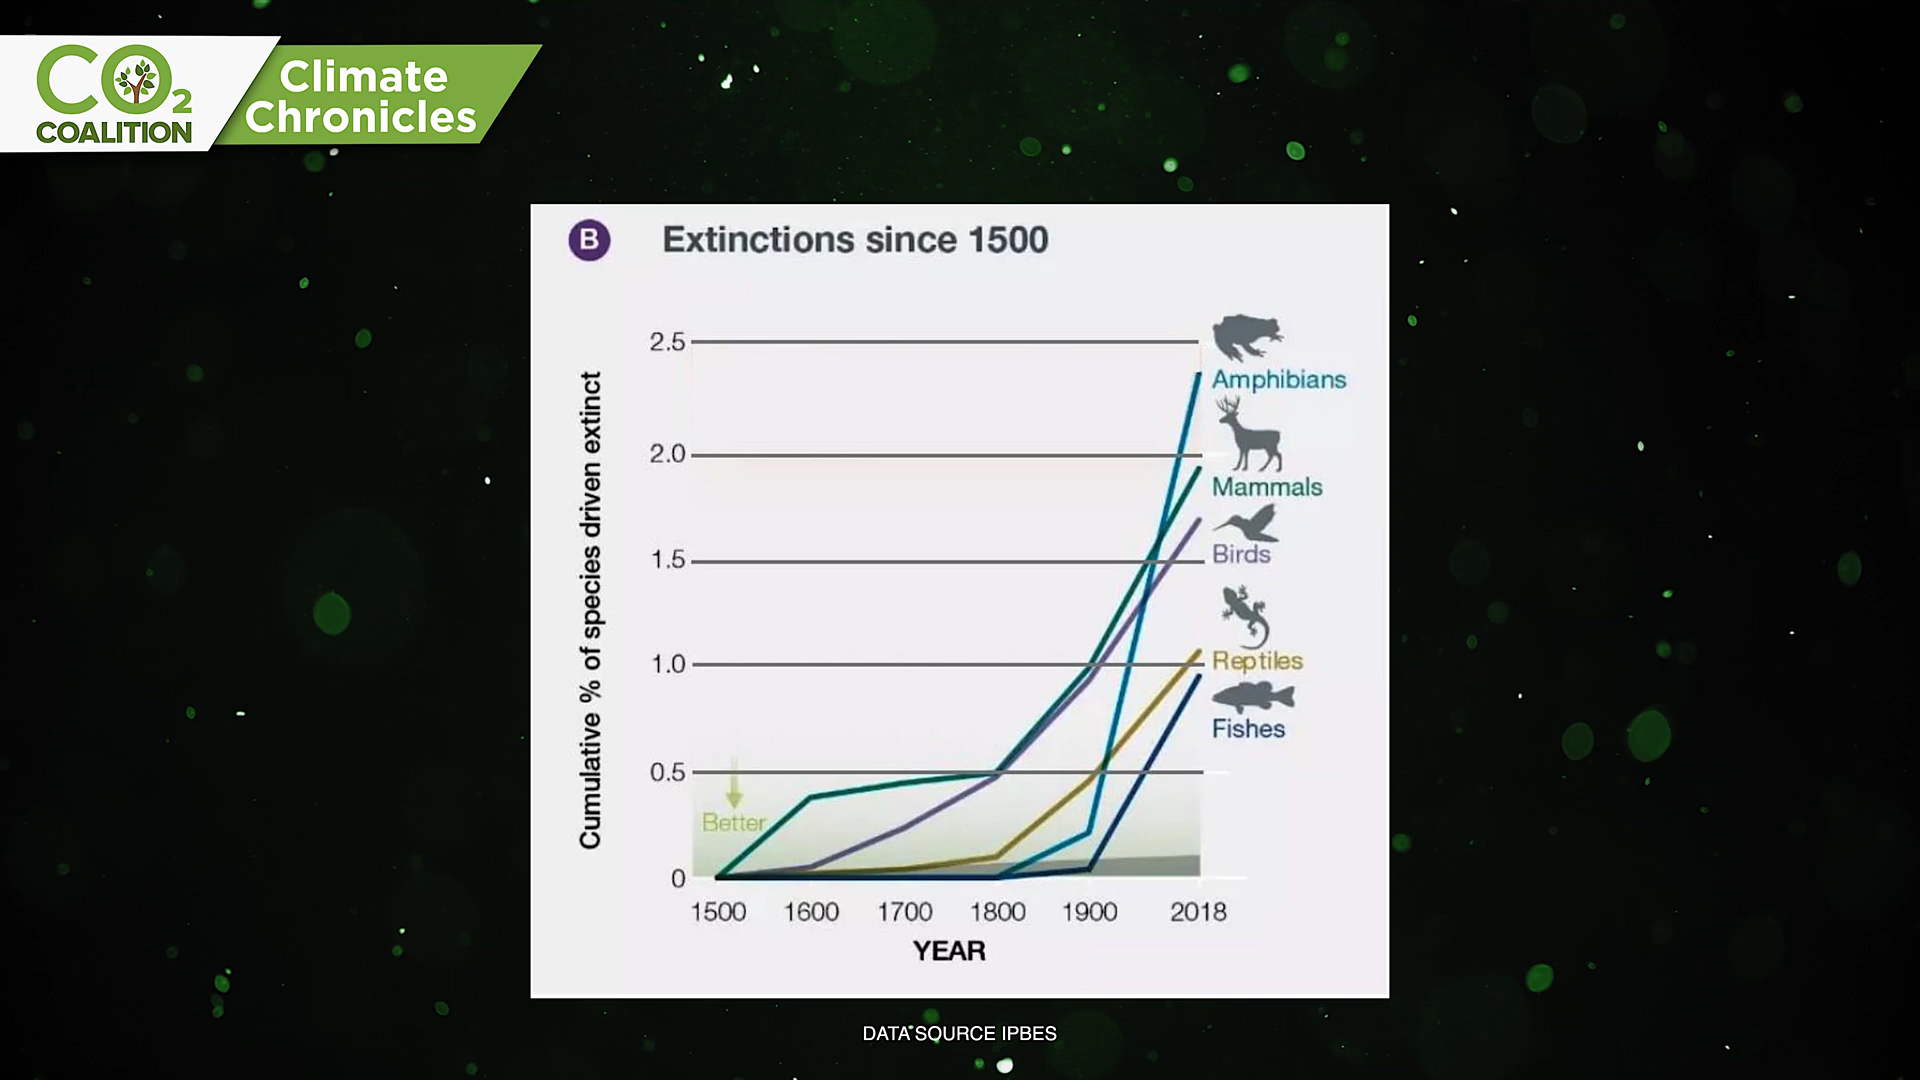 CO2
COALITION
Climate
Chronicles
B
Extinctions since 1500
Cumulative % of species driven extinct
2.5
2.0
1.5
1.0
0.5
0
Amphibians
Mammals
Birds
Reptiles
Fishes
Better
1500 1600 1700 1800 1900 2018
YEAR
DATA SOURCE IPBES